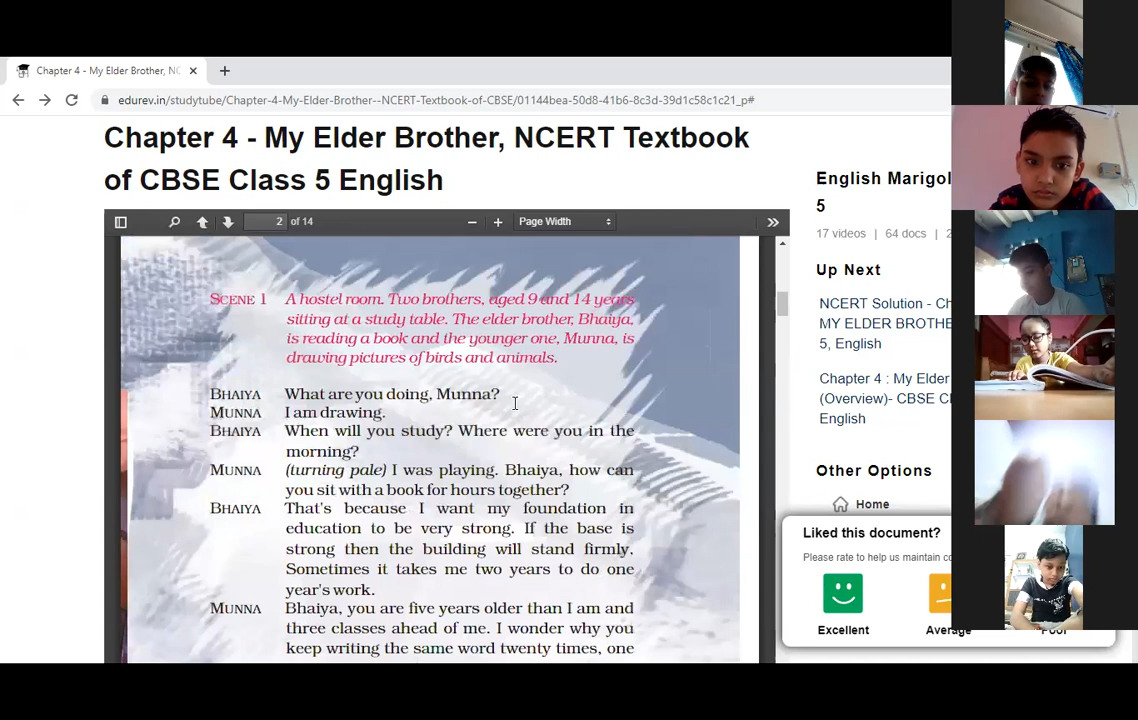 Chapter 4 - My Elder Brother, NC
edurev.in/studytube/Chapter-4-My-Elder-Brother--NCERT-Textbook-of-CBSE/01144bea-50d8-41b6-8c3d-39d1c58c1c21_p#
Chapter 4 - My Elder Brother, NCERT Textbook
of CBSE Class 5 English
2 of 14
Page Width
SCENE 1 A hostel room. Two brothers, aged 9 and 14 years
sitting at a study table. The elder brother, Bhaiya,
is reading a book and the younger one, Munna, is
drawing pictures of birds and animals.
BHAIYA What are you doing, Munna?
MUNNA I am drawing.
BHAIYA When will you study? Where were you in the
morning?
MUNNA (turning pale) I was playing. Bhaiya, how can
you sit with a book for hours together?
BHAIYA That's because I want my foundation in
education to be very strong. If the base is
strong then the building will stand firmly.
Sometimes it takes me two years to do one
year's work.
MUNNA Bhaiya, you are five years older than I am and
three classes ahead of me. I wonder why you
keep writing the same word twenty times, one
English Marigol
5
17 videos | 64 docs | 2
Up Next
NCERT Solution - Ch
MY ELDER BROTHE
5, English
Chapter 4 : My Elder
(Overview)- CBSE Cl
English
Other Options
Home
Liked this document?
Please rate to help us maintain co
Excellent
Average
Poor